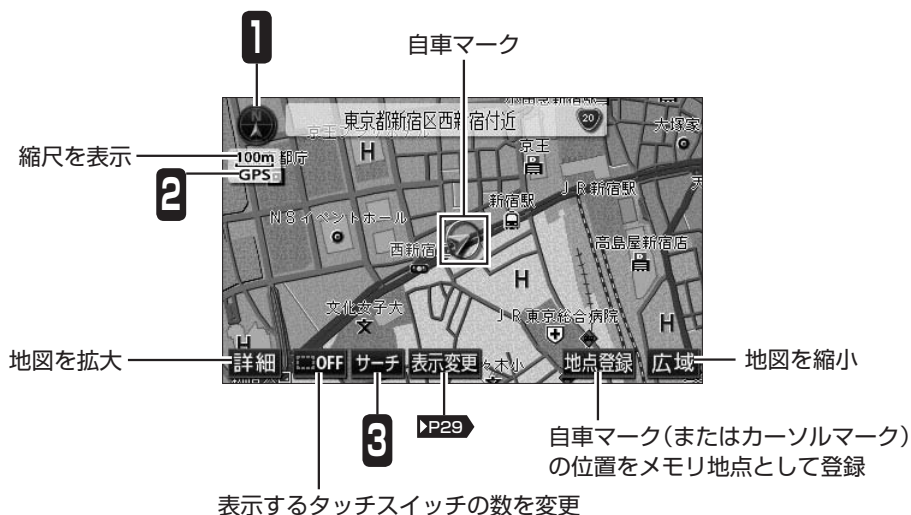 1
自車マーク
東京都新宿区西新宿付近
20
大塚家
縮尺を表示
100m
都庁
H
京王
2
GPS
新宿駅
JR新宿駅
NSイベントホール
西新宿
高島屋新宿店
H
文化女子大
JR東京総合病院
H
H
地図を拡大
詳細
OFF
サーチ
表示変更
々木小
地点登録
広域
地図を縮小
3
▶P29
自車マーク(またはカーソルマーク)
の位置をメモリ地点として登録
表示するタッチスイッチの数を変更